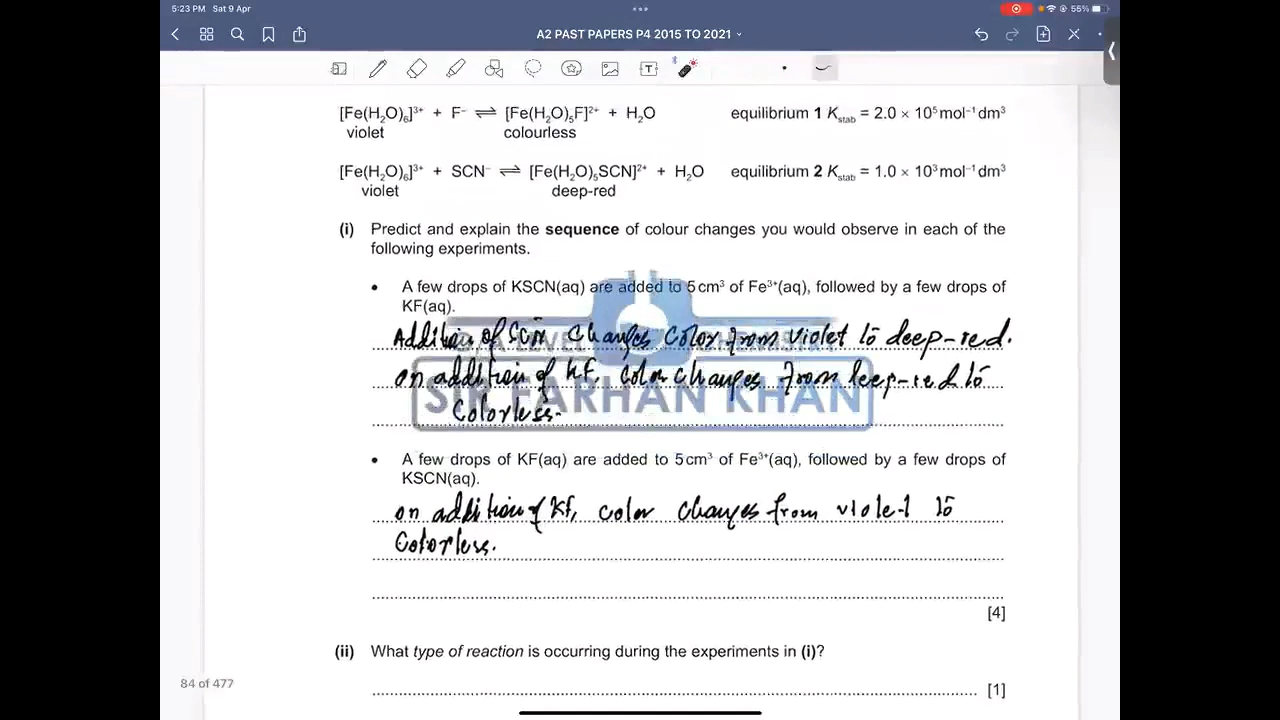 5:23 PM Sat 9 Apr
55%
A2 PAST PAPERS P4 2015 TO 2021
[Fe(H₂O)₆]³⁺ + F⁻ ⇌ [Fe(H₂O)₅F]²⁺ + H₂O equilibrium 1 Kstab = 2.0 × 10⁵ mol⁻¹ dm³
violet colourless
[Fe(H₂O)₆]³⁺ + SCN⁻ ⇌ [Fe(H₂O)₅SCN]²⁺ + H₂O equilibrium 2 Kstab = 1.0 × 10³ mol⁻¹ dm³
violet deep-red
(i) Predict and explain the sequence of colour changes you would observe in each of the
following experiments.
• A few drops of KSCN(aq) are added to 5 cm³ of Fe³⁺(aq), followed by a few drops of
KF(aq).
Addition of SCN⁻ changes color from violet to deep-red.
A LEVEL CHEMISTRY
on addition of KF, color changes from deep-red to
SIR FARHAN KHAN
Colorless.
• A few drops of KF(aq) are added to 5 cm³ of Fe³⁺(aq), followed by a few drops of
KSCN(aq).
on addition of KF, color changes from violet to
Colorless.
[4]
(ii) What type of reaction is occurring during the experiments in (i)?
84 of 477
[1]